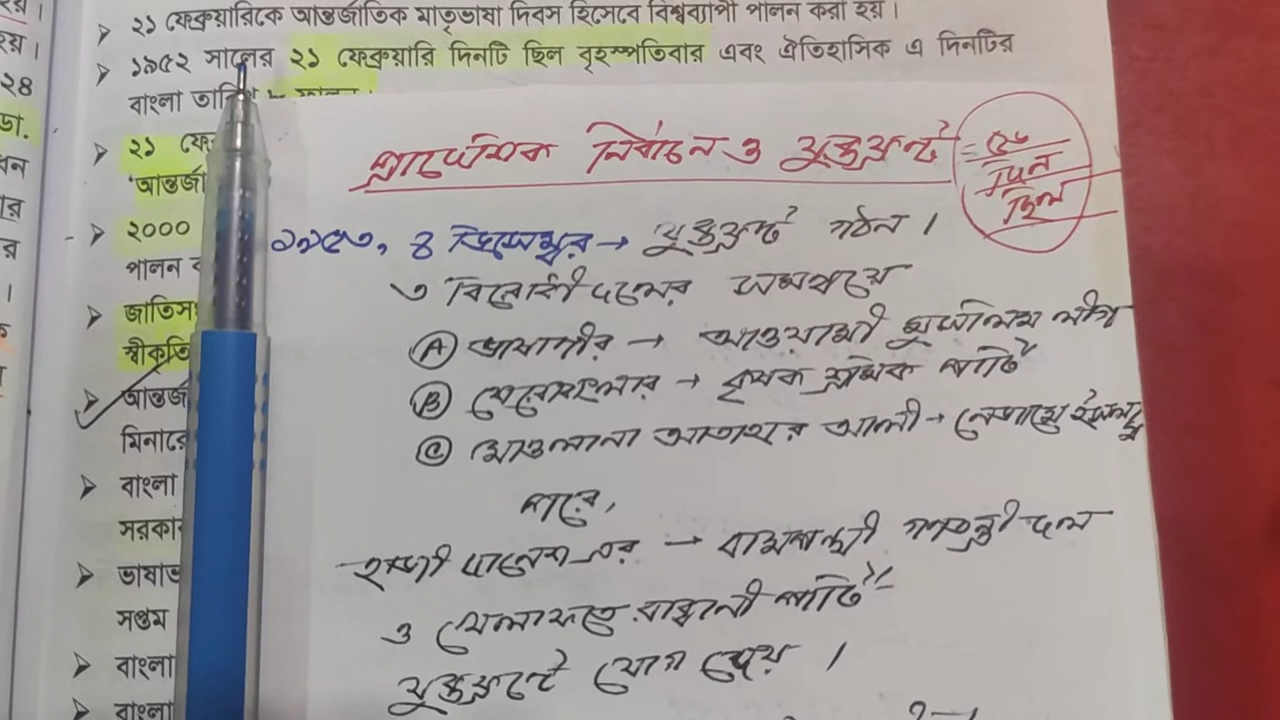 ২১ ফেব্রুয়ারিকে আন্তর্জাতিক মাতৃভাষা দিবস হিসেবে বিশ্বব্যাপী পালন করা হয়।
১৯৫২ সালের ২১ ফেব্রুয়ারি দিনটি ছিল বৃহস্পতিবার এবং ঐতিহাসিক এ দিনটির
বাংলা
২১ ফে
'আন্তর্জা
২০০০
পালন
জাতিস
স্বীকৃতি
আন্তর্জ
মিনারে
বাংলা
সরকার
ভাষাভ
সপ্তম
বাংলা
বাংলা
প্রাদেশিক নির্বাচন ও যুক্তফ্রন্ট = ৫৬
দিন
ছিল
১৯৫৩, ৪ ডিসেম্বর → যুক্তফ্রন্ট গঠন।
৩ বিরোধী দলের সমন্বয়ে
A ভাসানীর → আওয়ামী মুসলিম লীগ
B শেরেবাংলার → কৃষক শ্রমিক পার্টি
C মাওলানা আতাহার আলী → নেজামে ইসলাম
পরে,
হাজী দানেশ এর → বামপন্থী গণতন্ত্রী দল
ও খেলাফতে রাব্বানী পার্টি
যুক্তফ্রন্টে যোগ দেয়।